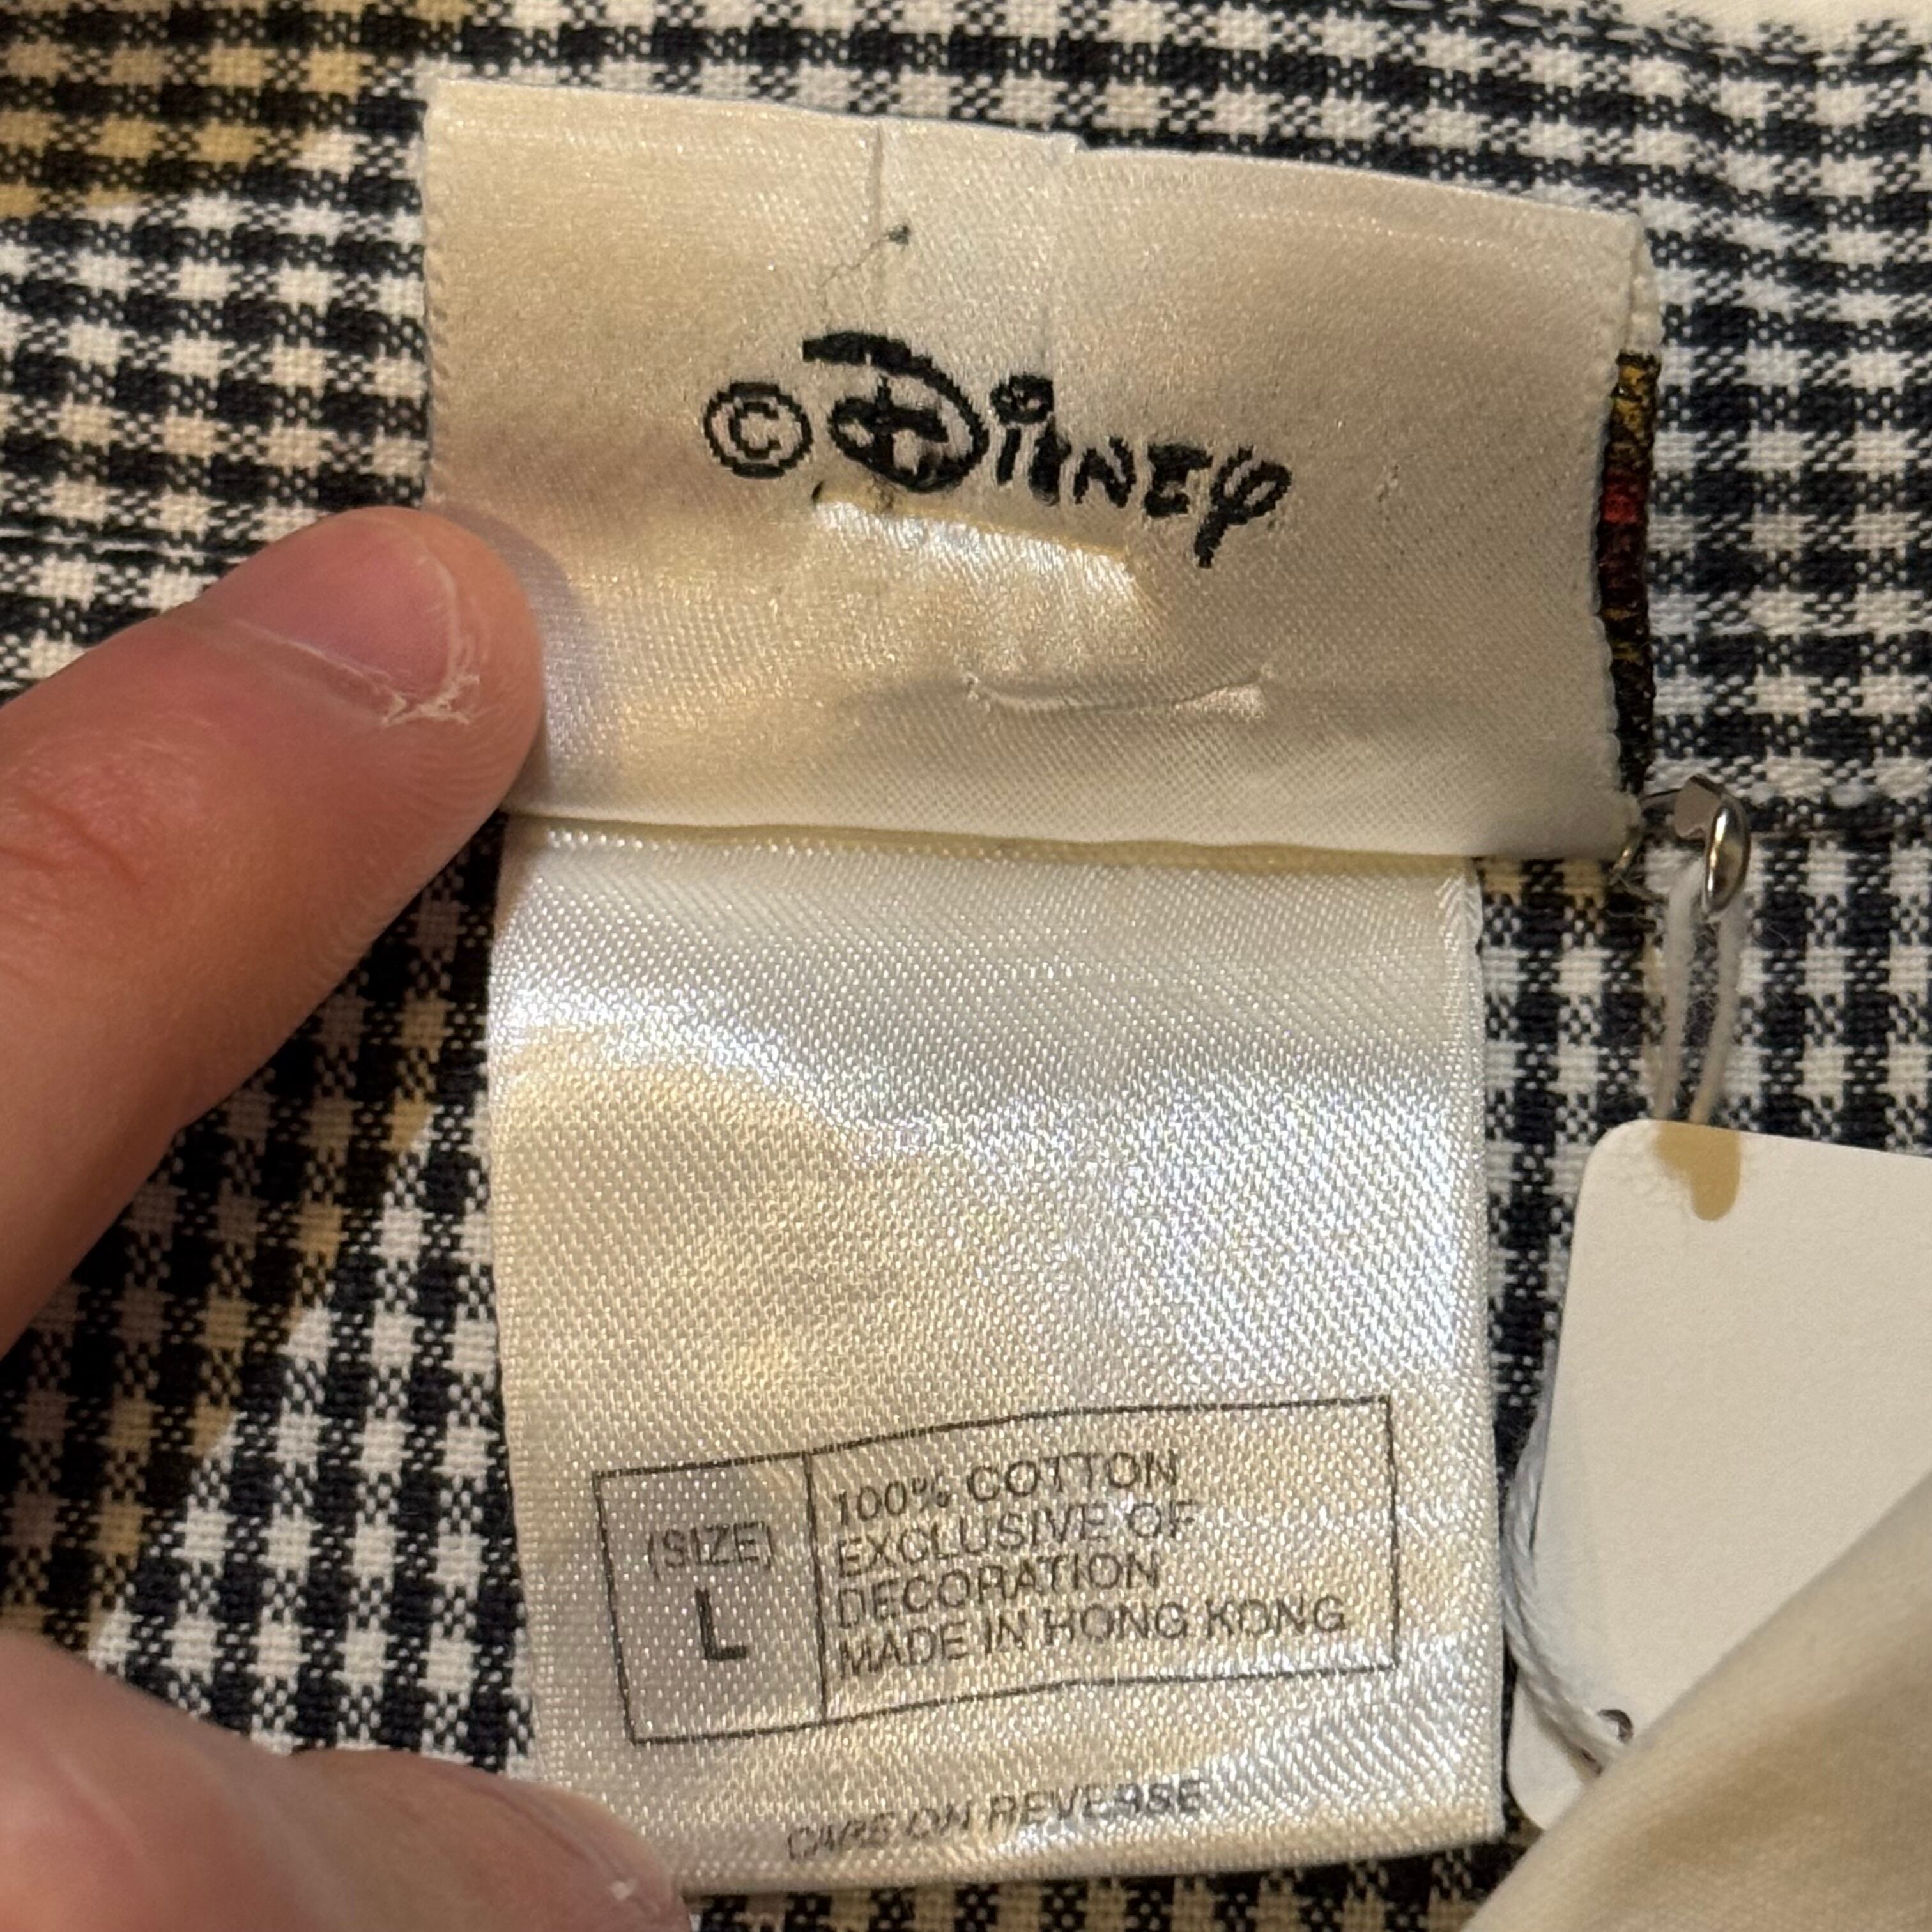 © Disney
(SIZE)
L
100% COTTON
EXCLUSIVE OF
DECORATION
MADE IN HONG KONG
CARE ON REVERSE